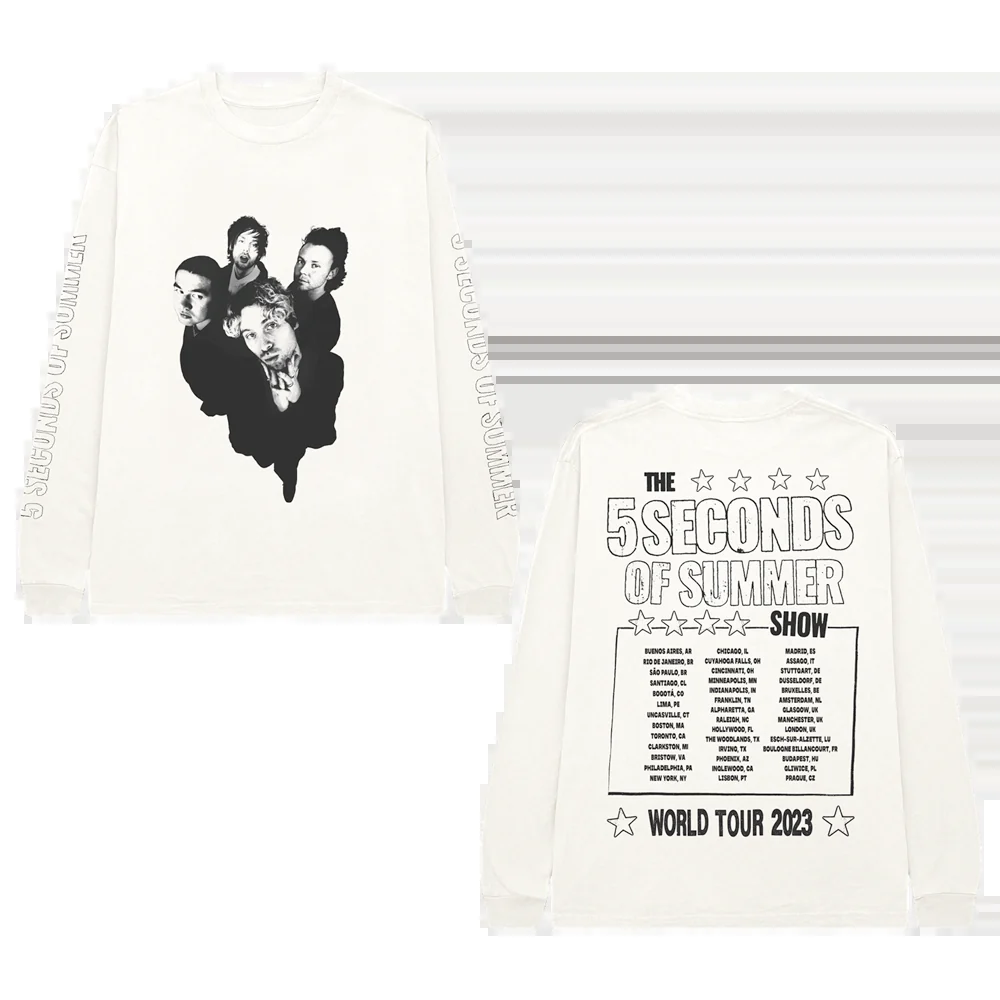 5 SECONDS OF SUMMER
5 SECONDS OF SUMMER
THE
5 SECONDS
OF SUMMER
SHOW
BUENOS AIRES, AR
RIO DE JANEIRO, BR
SÃO PAULO, BR
SANTIAGO, CL
BOGOTÁ, CO
LIMA, PE
UNCASVILLE, CT
BOSTON, MA
TORONTO, CA
CLARKSTON, MI
BRISTOW, VA
PHILADELPHIA, PA
NEW YORK, NY
CHICAGO, IL
CUYAHOGA FALLS, OH
CINCINNATI, OH
MINNEAPOLIS, MN
INDIANAPOLIS, IN
FRANKLIN, TN
ALPHARETTA, GA
RALEIGH, NC
HOLLYWOOD, FL
THE WOODLANDS, TX
IRVING, TX
PHOENIX, AZ
INGLEWOOD, CA
LISBON, PT
MADRID, ES
ASSAGO, IT
STUTTGART, DE
DUSSELDORF, DE
BRUXELLES, BE
AMSTERDAM, NL
GLASGOW, UK
MANCHESTER, UK
LONDON, UK
ESCH-SUR-ALZETTE, LU
BOULOGNE BILLANCOURT, FR
BUDAPEST, HU
GLIWICE, PL
PRAGUE, CZ
WORLD TOUR 2023